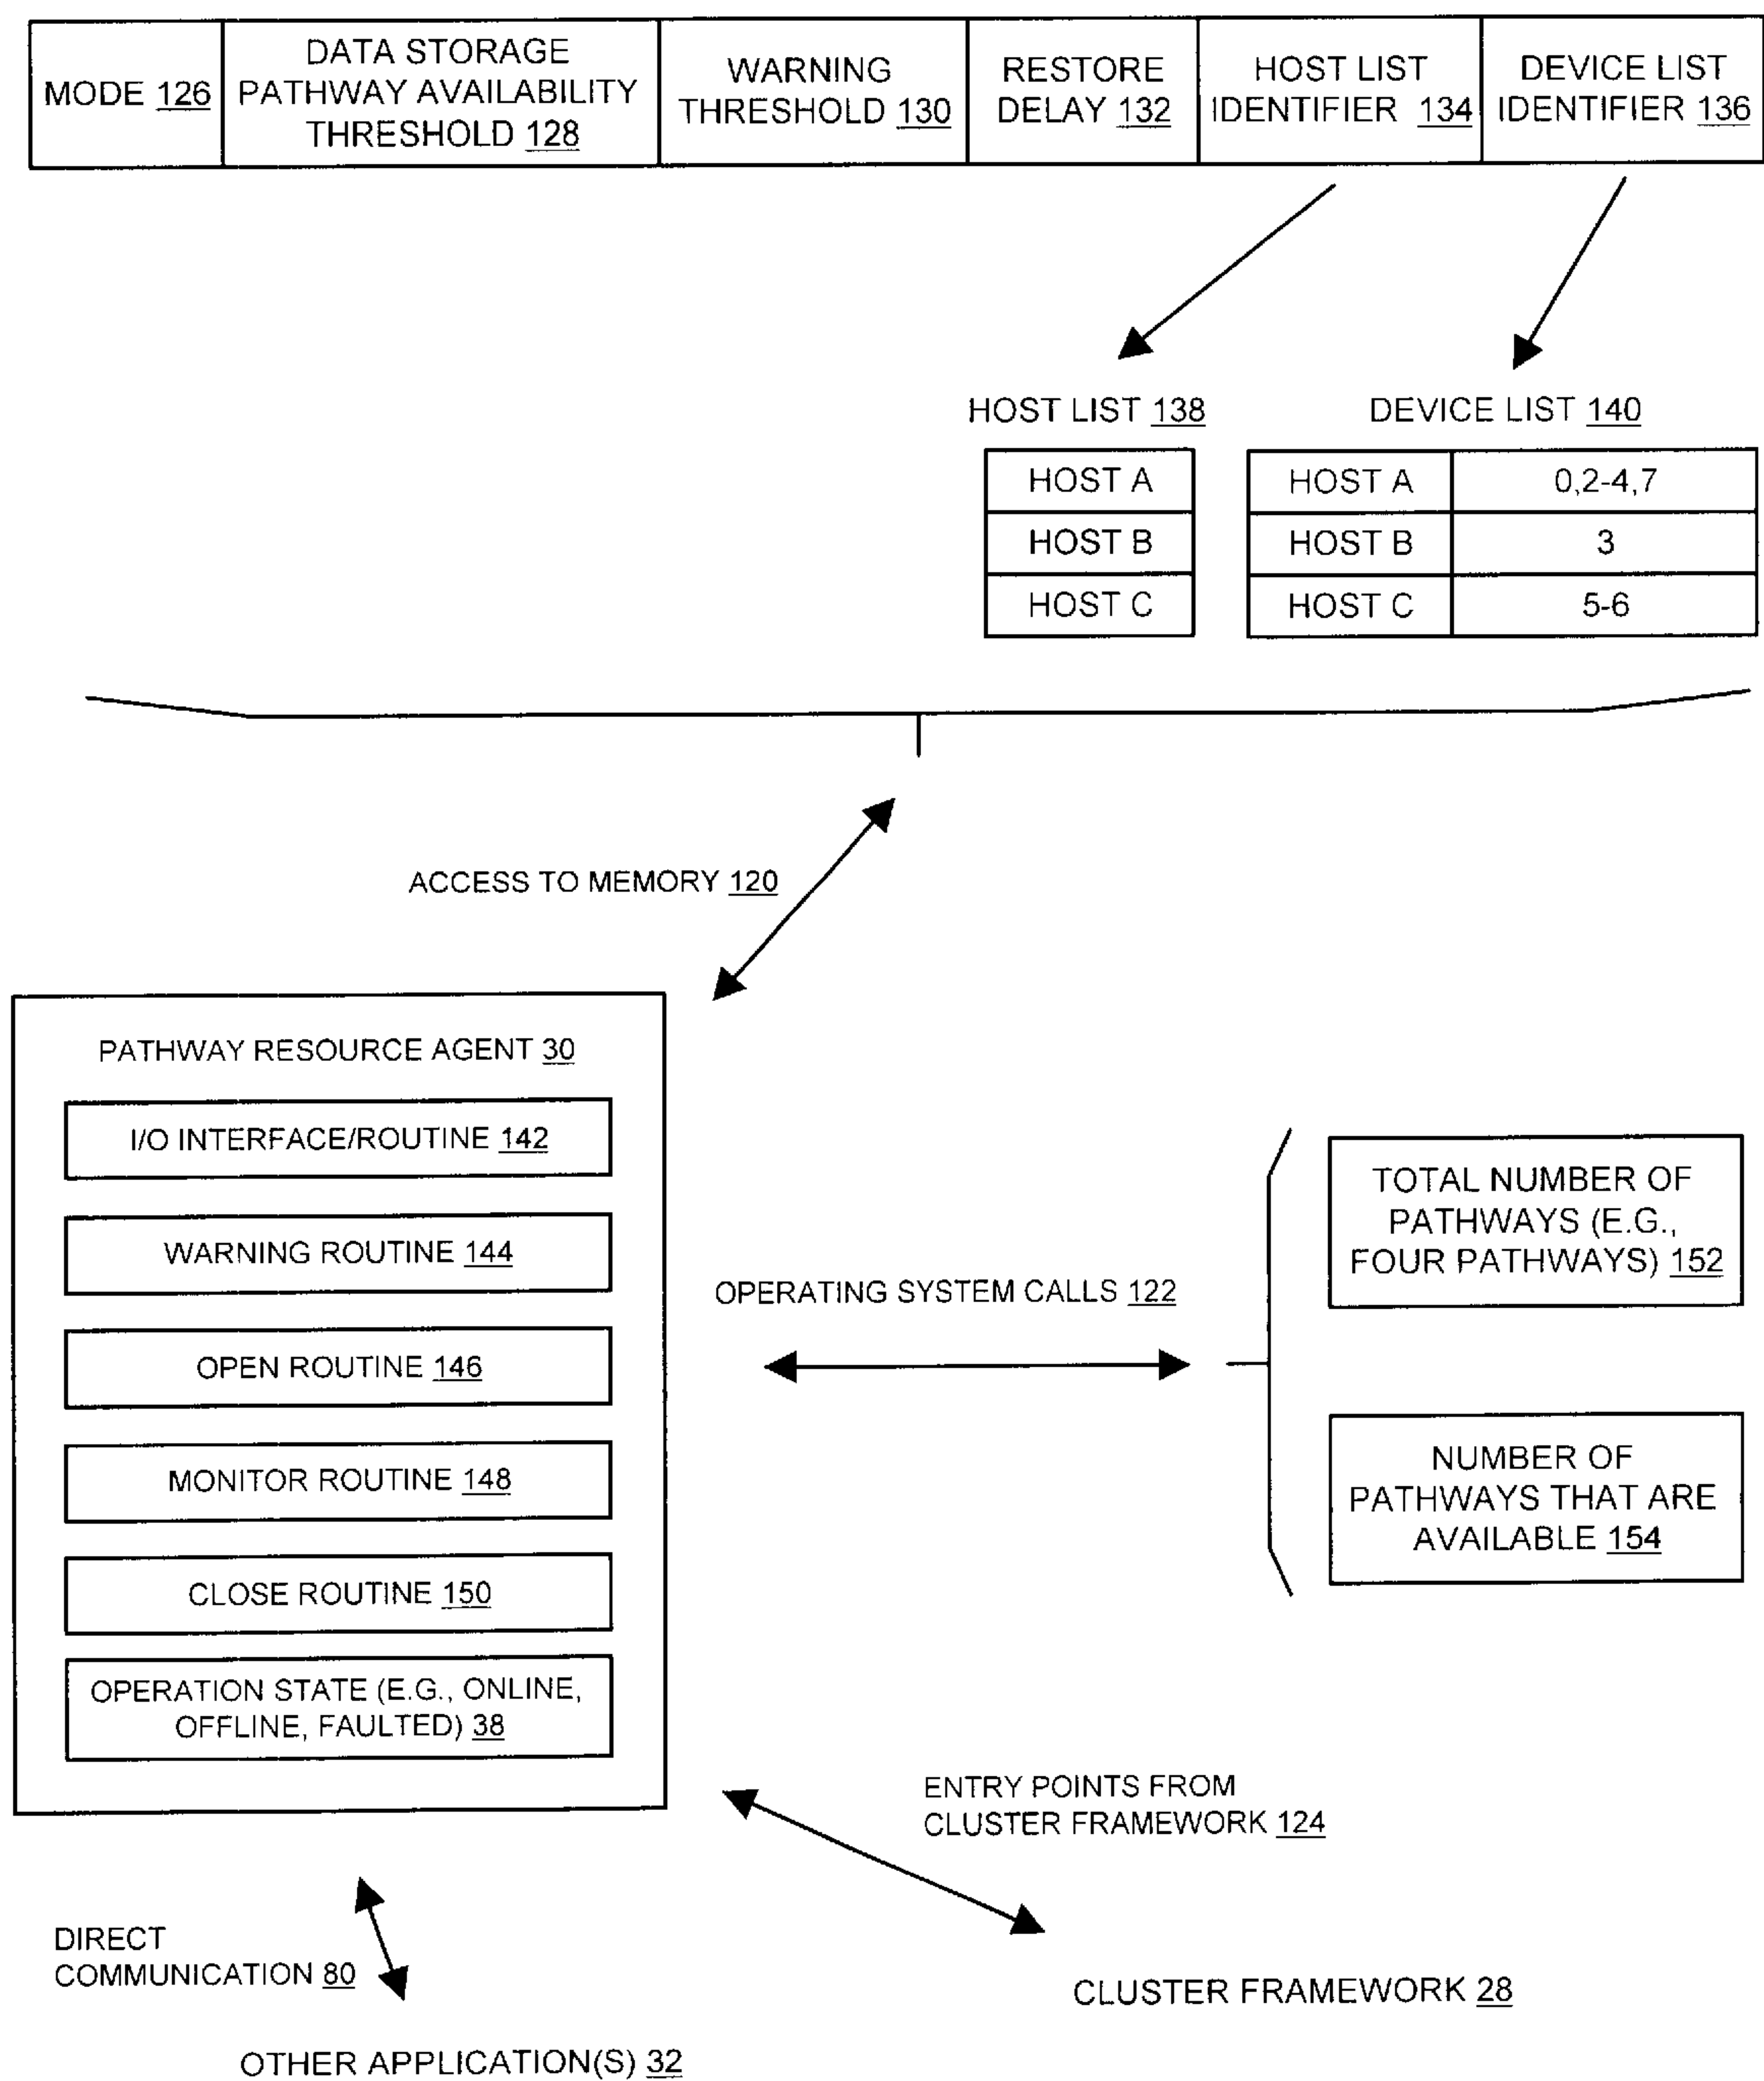 MODE 126
DATA STORAGE
PATHWAY AVAILABILITY
THRESHOLD 128
WARNING
THRESHOLD 130
RESTORE
DELAY 132
HOST LIST
IDENTIFIER 134
DEVICE LIST
IDENTIFIER 136
HOST LIST 138
HOST A
HOST B
HOST C
DEVICE LIST 140
HOST A 0,2-4,7
HOST B 3
HOST C 5-6
ACCESS TO MEMORY 120
PATHWAY RESOURCE AGENT 30
I/O INTERFACE/ROUTINE 142
WARNING ROUTINE 144
OPEN ROUTINE 146
MONITOR ROUTINE 148
CLOSE ROUTINE 150
OPERATION STATE (E.G., ONLINE,
OFFLINE, FAULTED) 38
OPERATING SYSTEM CALLS 122
TOTAL NUMBER OF
PATHWAYS (E.G.,
FOUR PATHWAYS) 152
NUMBER OF
PATHWAYS THAT ARE
AVAILABLE 154
ENTRY POINTS FROM
CLUSTER FRAMEWORK 124
CLUSTER FRAMEWORK 28
DIRECT
COMMUNICATION 80
OTHER APPLICATION(S) 32